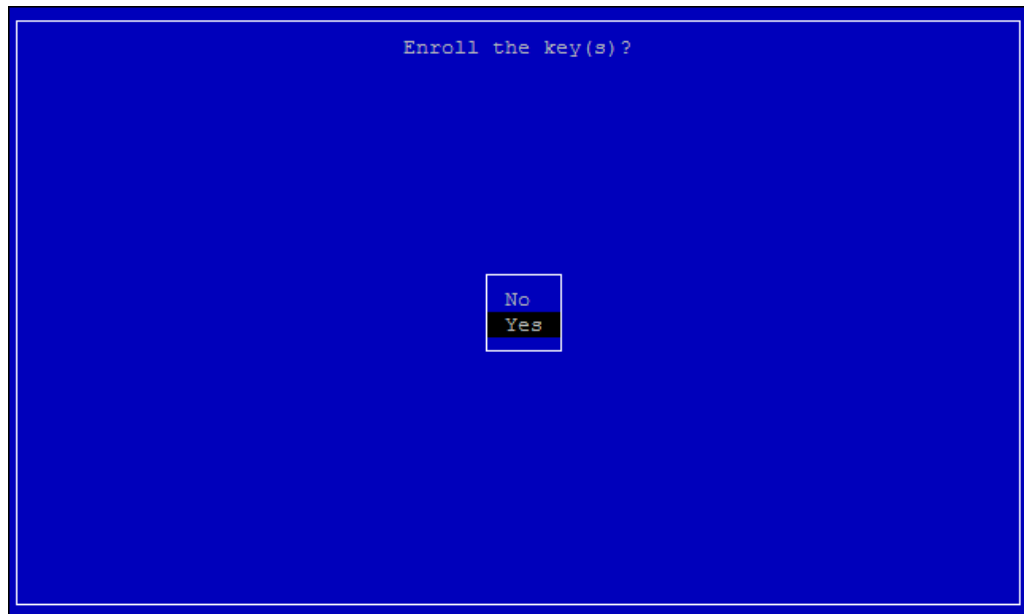 Enroll the key(s)?
No
Yes